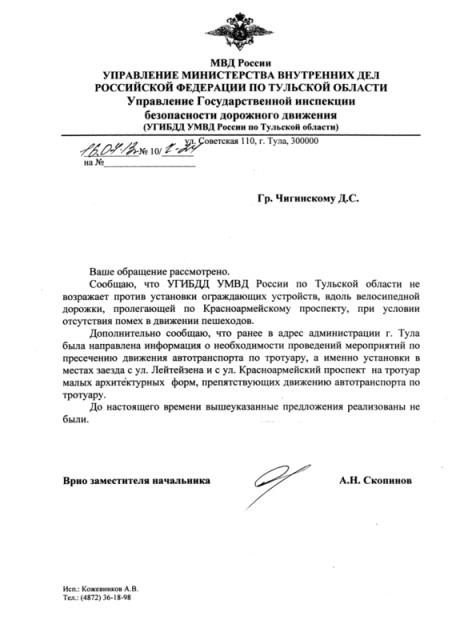 МВД России
УПРАВЛЕНИЕ МИНИСТЕРСТВА ВНУТРЕННИХ ДЕЛ
РОССИЙСКОЙ ФЕДЕРАЦИИ ПО ТУЛЬСКОЙ ОБЛАСТИ
Управление Государственной инспекции
безопасности дорожного движения
(УГИБДД УМВД России по Тульской области)
ул. Советская 110, г. Тула, 300000
№ 10/
на №
Гр. Чигинскому Д.С.
Ваше обращение рассмотрено.
Сообщаю, что УГИБДД УМВД России по Тульской области не
возражает против установки ограждающих устройств, вдоль велосипедной
дорожки, пролегающей по Красноармейскому проспекту, при условии
отсутствия помех в движении пешеходов.
Дополнительно сообщаю, что ранее в адрес администрации г. Тула
была направлена информация о необходимости проведений мероприятий по
пресечению движения автотранспорта по тротуару, а именно установки в
местах заезда с ул. Лейтейзена и с ул. Красноармейский проспект на тротуар
малых архитектурных форм, препятствующих движению автотранспорта по
тротуару.
До настоящего времени вышеуказанные предложения реализованы не
были.
Врио заместителя начальника
А.Н. Скопинов
Исп.: Кожевников А.В.
Тел.: (4872) 36-18-98